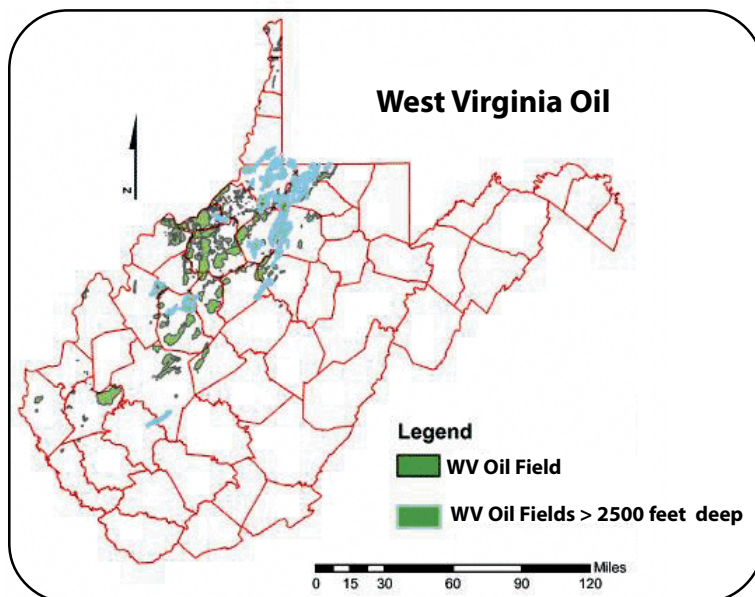 West Virginia Oil
N
Legend
WV Oil Field
WV Oil Fields > 2500 feet deep
Miles
0 15 30 60 90 120